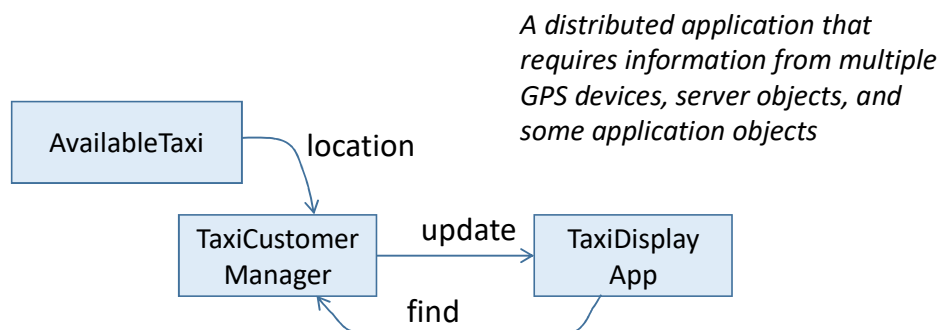 A distributed application that
requires information from multiple
GPS devices, server objects, and
some application objects
AvailableTaxi
location
TaxiCustomer
Manager
update
TaxiDisplay
App
find